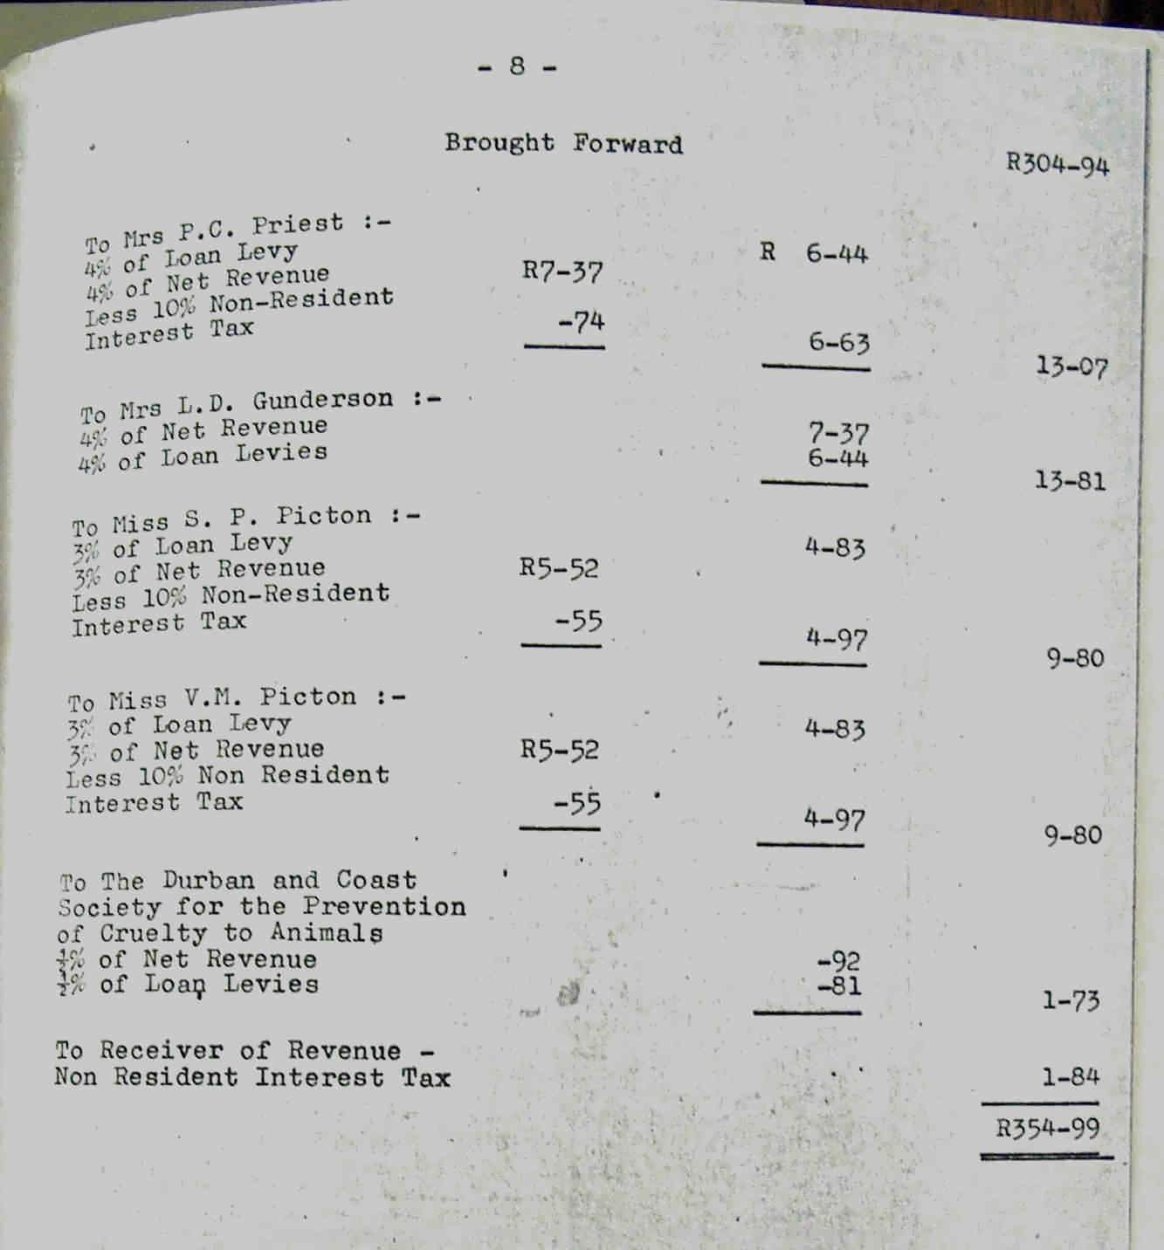 - 8 -
Brought Forward R304-94
To Mrs P.C. Priest :-
4% of Loan Levy R 6-44
4% of Net Revenue R7-37
Less 10% Non-Resident
Interest Tax -74 6-63 13-07
To Mrs L.D. Gunderson :-
4% of Net Revenue 7-37
4% of Loan Levies 6-44 13-81
To Miss S. P. Picton :-
3% of Loan Levy 4-83
3% of Net Revenue R5-52
Less 10% Non-Resident
Interest Tax -55 4-97 9-80
To Miss V.M. Picton :-
3% of Loan Levy 4-83
3% of Net Revenue R5-52
Less 10% Non Resident
Interest Tax -55 4-97 9-80
To The Durban and Coast
Society for the Prevention
of Cruelty to Animals
½% of Net Revenue -92
½% of Loan Levies -81 1-73
To Receiver of Revenue -
Non Resident Interest Tax 1-84
R354-99